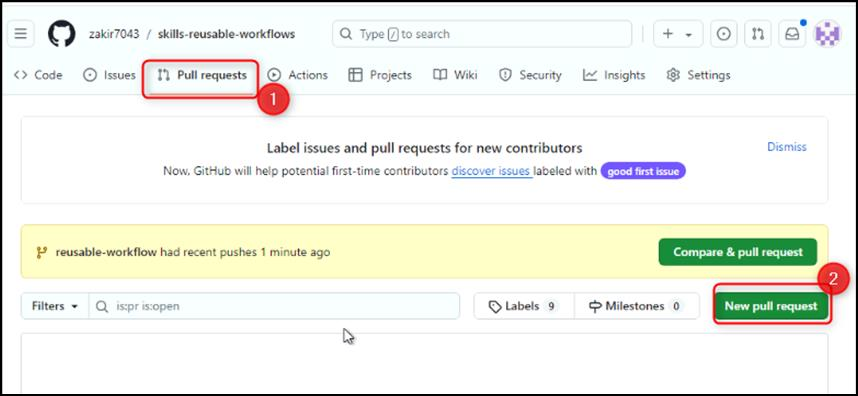 zakir7043 / skills-reusable-workflows
Type / to search
Code Issues Pull requests Actions Projects Wiki Security Insights Settings
1
Label issues and pull requests for new contributors
Dismiss
Now, GitHub will help potential first-time contributors discover issues labeled with good first issue
reusable-workflow had recent pushes 1 minute ago
Compare & pull request
2
Filters is:pr is:open Labels 9 Milestones 0 New pull request